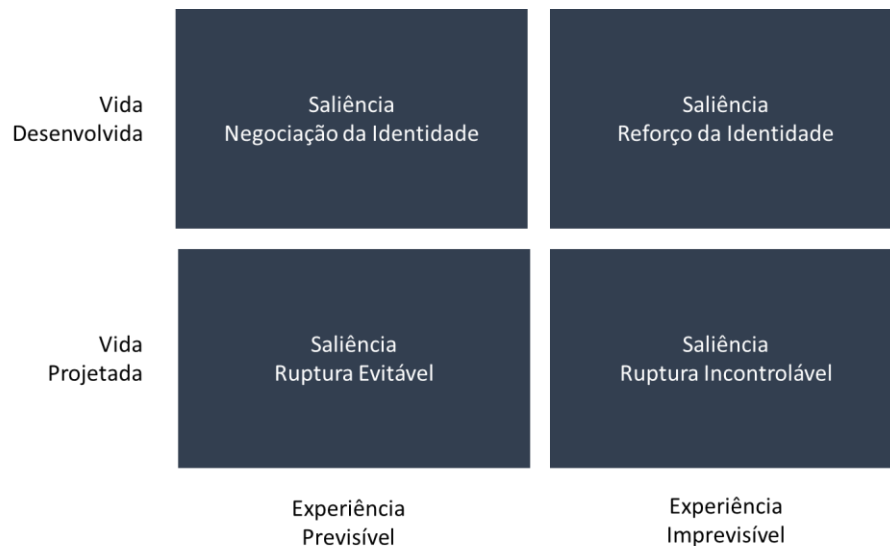 Vida
Desenvolvida
Saliência
Negociação da Identidade
Saliência
Reforço da Identidade
Vida
Projetada
Saliência
Ruptura Evitável
Saliência
Ruptura Incontrolável
Experiência
Previsível
Experiência
Imprevisível